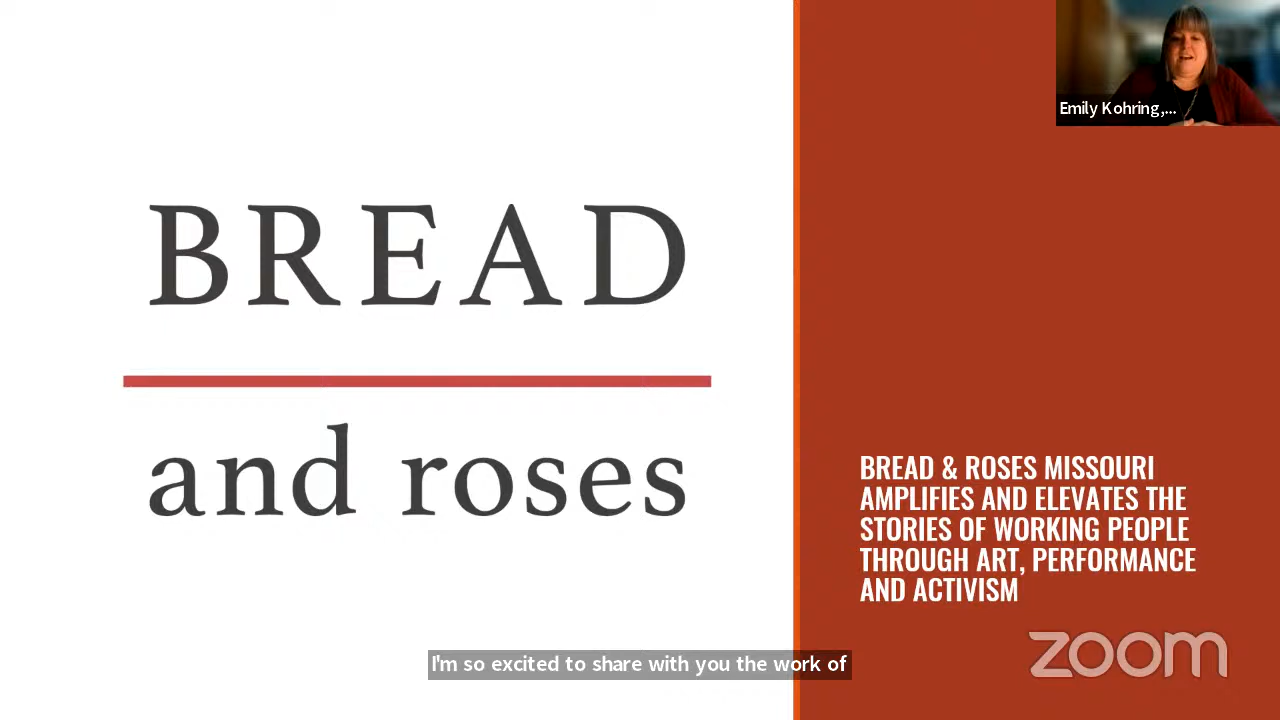 Emily Kohring,...
BREAD
and roses
BREAD & ROSES MISSOURI
AMPLIFIES AND ELEVATES THE
STORIES OF WORKING PEOPLE
THROUGH ART, PERFORMANCE
AND ACTIVISM
zoom
I'm so excited to share with you the work of